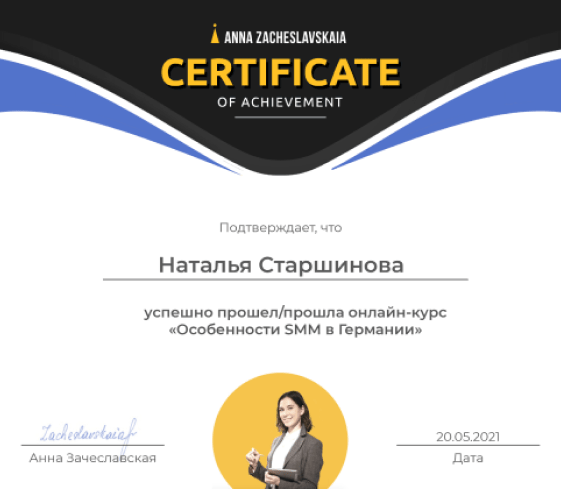 ANNA ZACHESLAVSKAIA
CERTIFICATE
OF ACHIEVEMENT
Подтверждает, что
Наталья Старшинова
успешно прошел/прошла онлайн-курс
«Особенности SMM в Германии»
Zacheslavskaia
20.05.2021
Анна Зачеславская
Дата